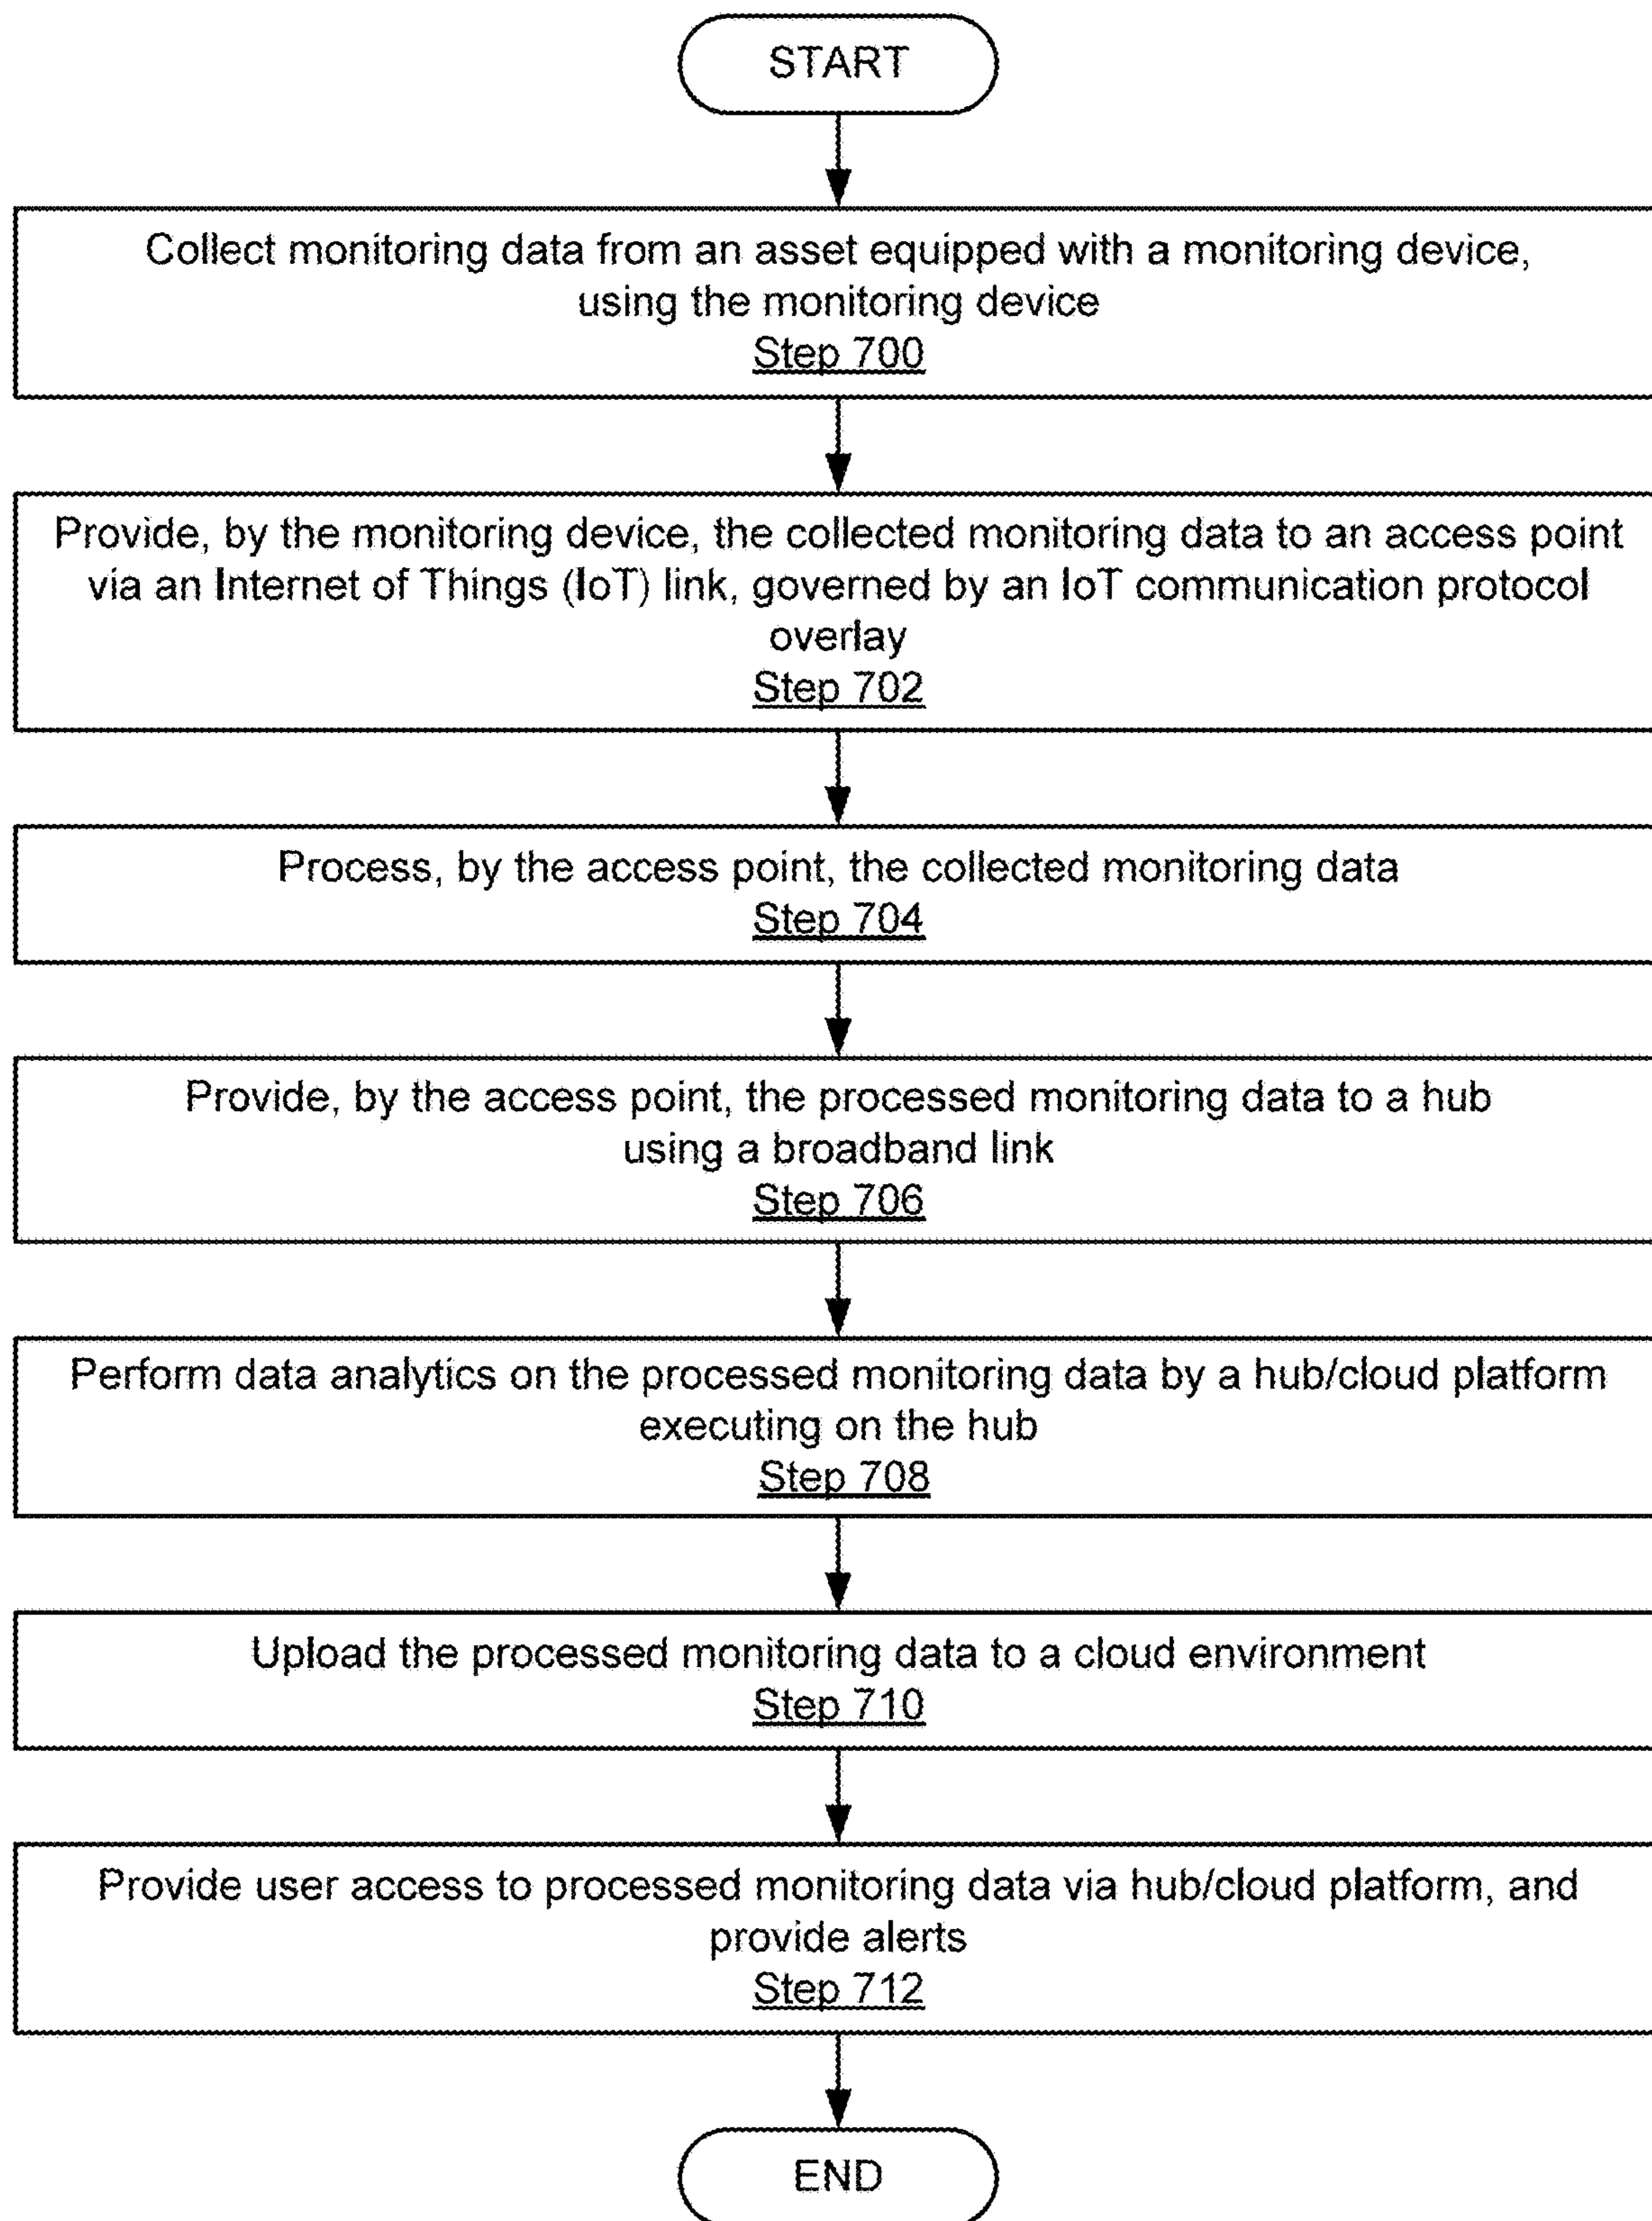 START
Collect monitoring data from an asset equipped with a monitoring device,
using the monitoring device
Step 700
Provide, by the monitoring device, the collected monitoring data to an access point
via an Internet of Things (IoT) link, governed by an IoT communication protocol
overlay
Step 702
Process, by the access point, the collected monitoring data
Step 704
Provide, by the access point, the processed monitoring data to a hub
using a broadband link
Step 706
Perform data analytics on the processed monitoring data by a hub/cloud platform
executing on the hub
Step 708
Upload the processed monitoring data to a cloud environment
Step 710
Provide user access to processed monitoring data via hub/cloud platform, and
provide alerts
Step 712
END